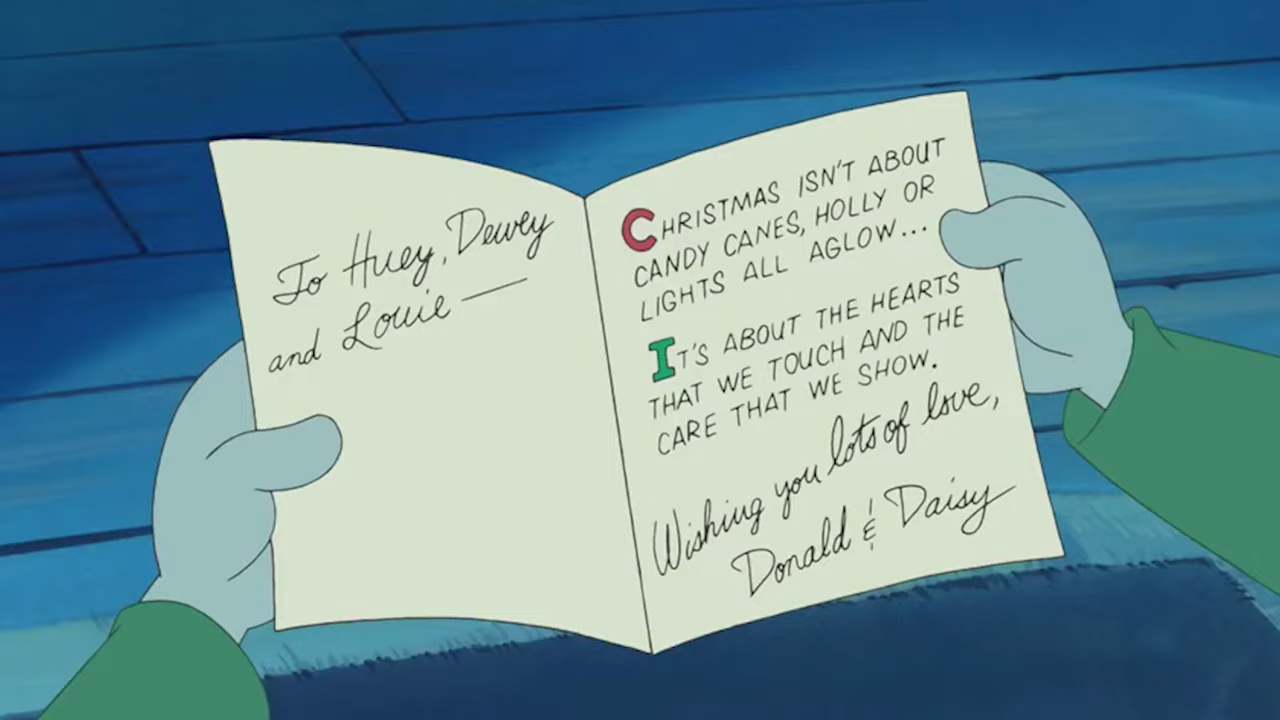 To Huey, Dewey
and Louie —
CHRISTMAS ISN'T ABOUT
CANDY CANES, HOLLY OR
LIGHTS ALL AGLOW...
IT'S ABOUT THE HEARTS
THAT WE TOUCH AND THE
CARE THAT WE SHOW.
Wishing you lots of love,
Donald & Daisy